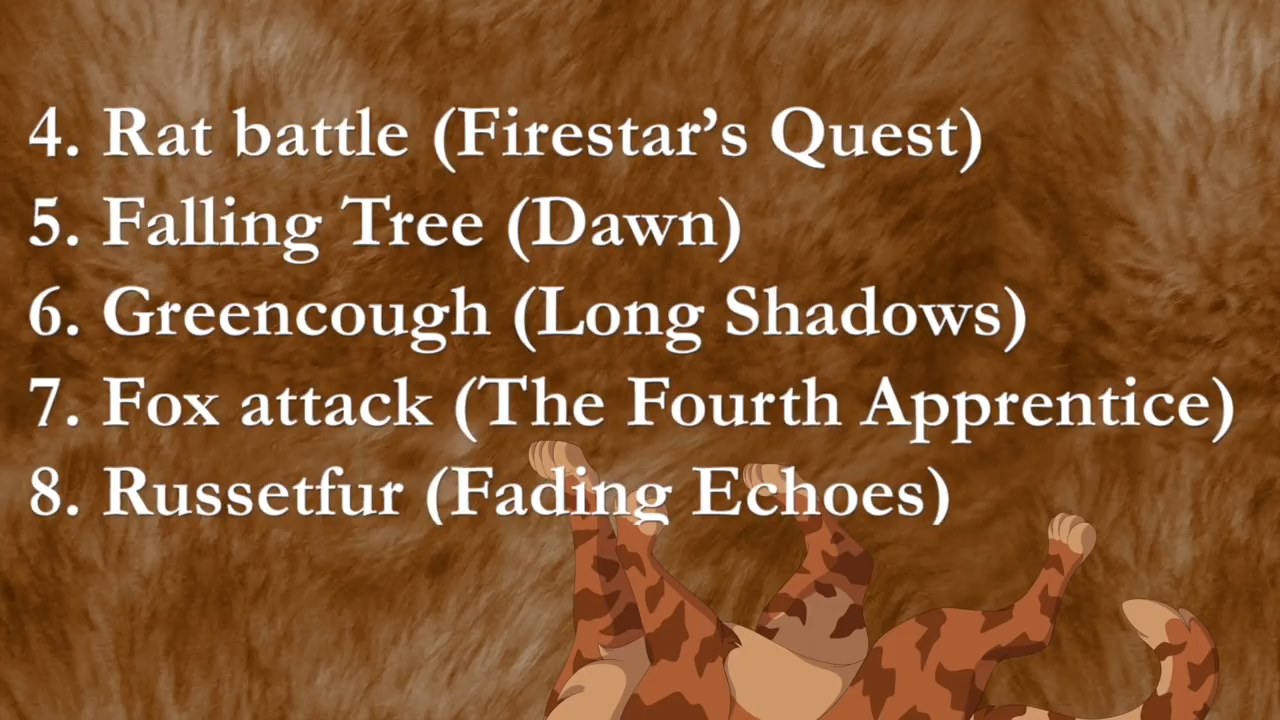 4. Rat battle (Firestar’s Quest)
5. Falling Tree (Dawn)
6. Greencough (Long Shadows)
7. Fox attack (The Fourth Apprentice)
8. Russetfur (Fading Echoes)